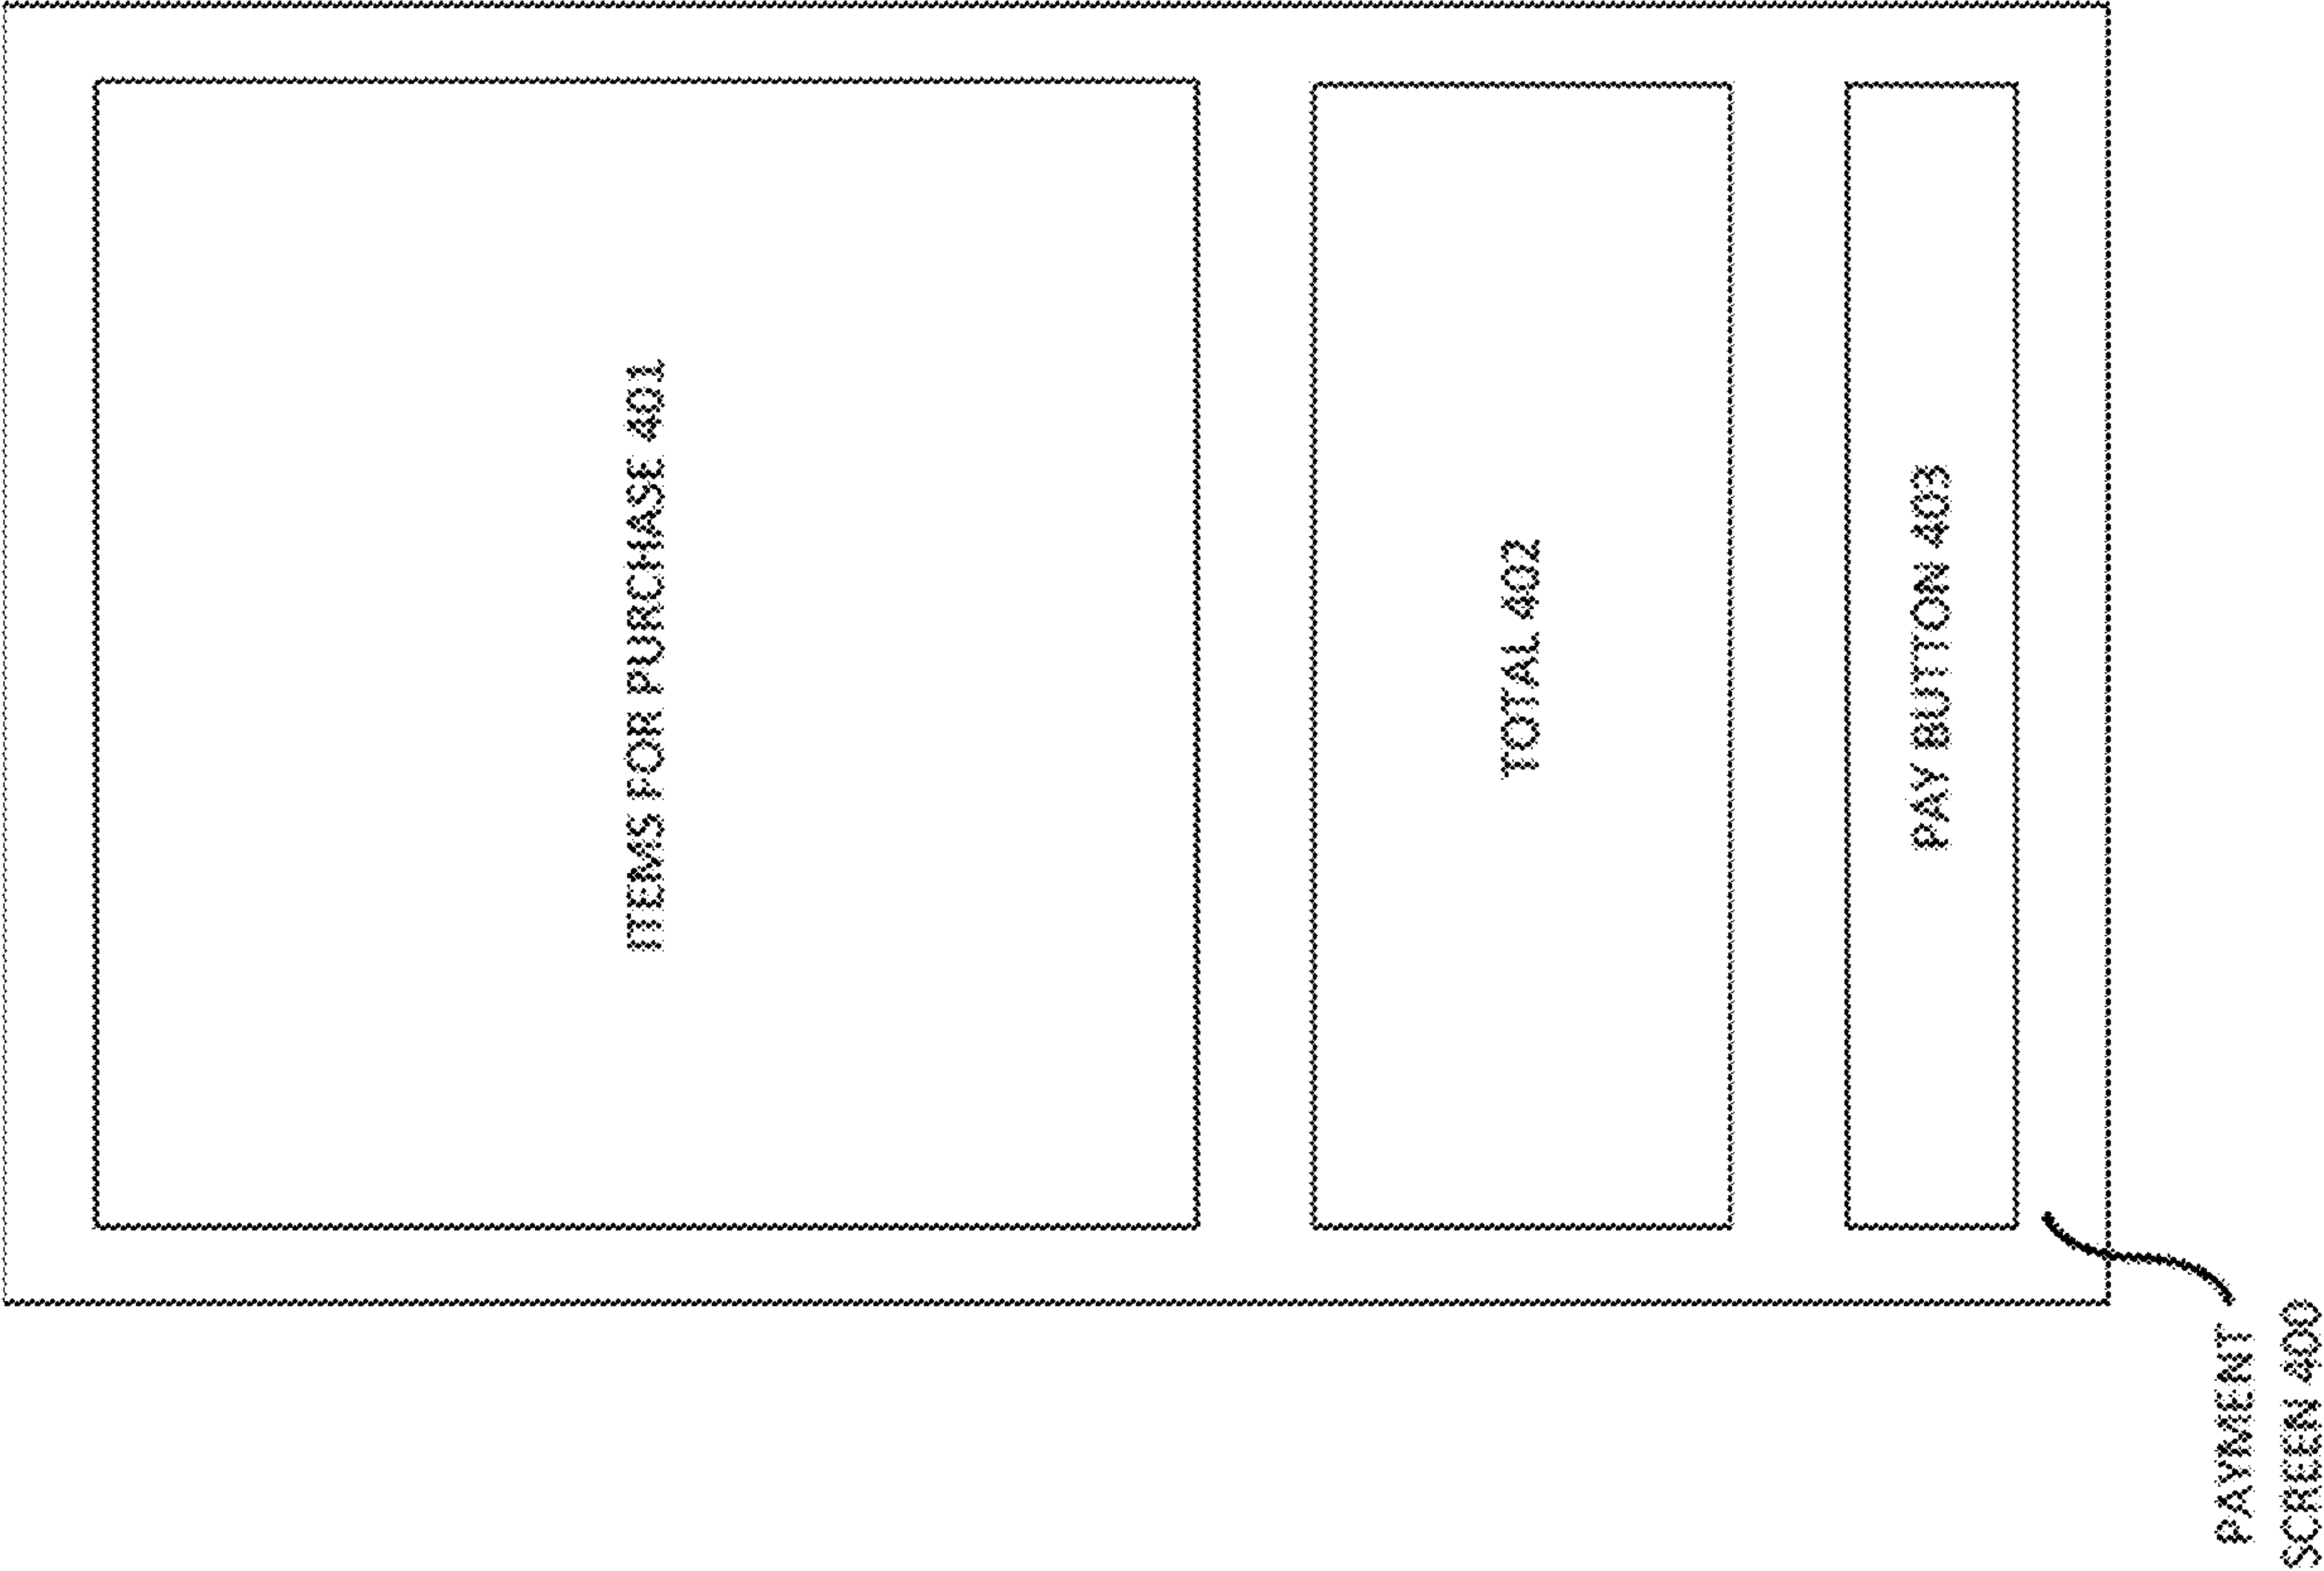 ITEMS FOR PURCHASE 401
TOTAL 402
PAY BUTTON 403
PAYMENT
SCREEN 400